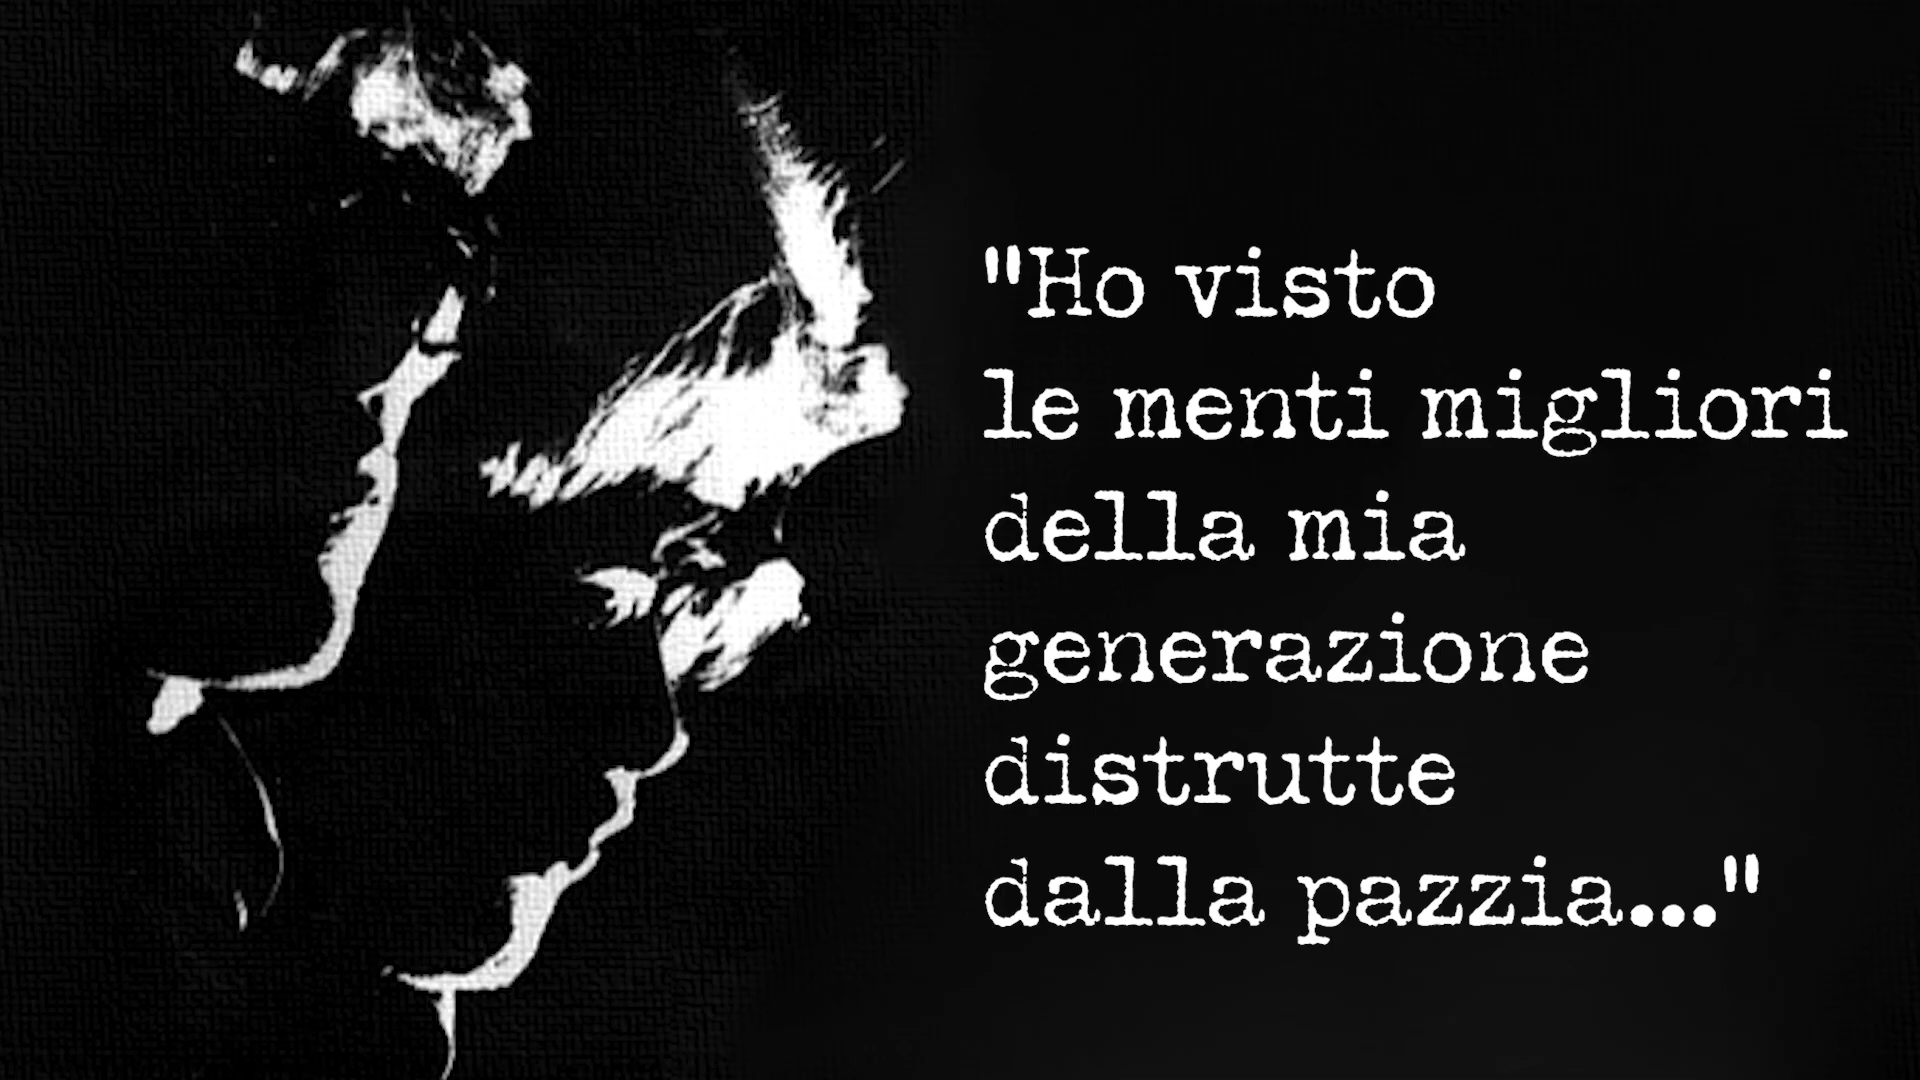 "Ho visto
le menti migliori
della mia
generazione
distrutte
dalla pazzia..."